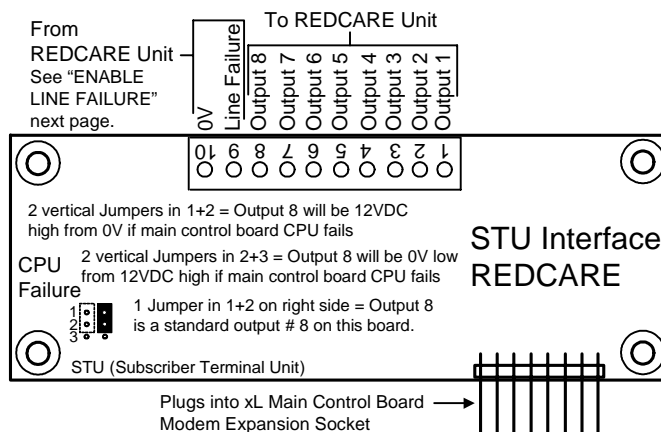 From
REDCARE Unit
See “ENABLE
LINE FAILURE”
next page.
To REDCARE Unit
0V
Line Failure
Output 8
Output 7
Output 6
Output 5
Output 4
Output 3
Output 2
Output 1
10 9 8 7 6 5 4 3 2 1
2 vertical Jumpers in 1+2 = Output 8 will be 12VDC
high from 0V if main control board CPU fails
2 vertical Jumpers in 2+3 = Output 8 will be 0V low
from 12VDC high if main control board CPU fails
CPU
Failure
1
2
3
1 Jumper in 1+2 on right side = Output 8
is a standard output # 8 on this board.
STU Interface
REDCARE
STU (Subscriber Terminal Unit)
Plugs into xL Main Control Board
Modem Expansion Socket